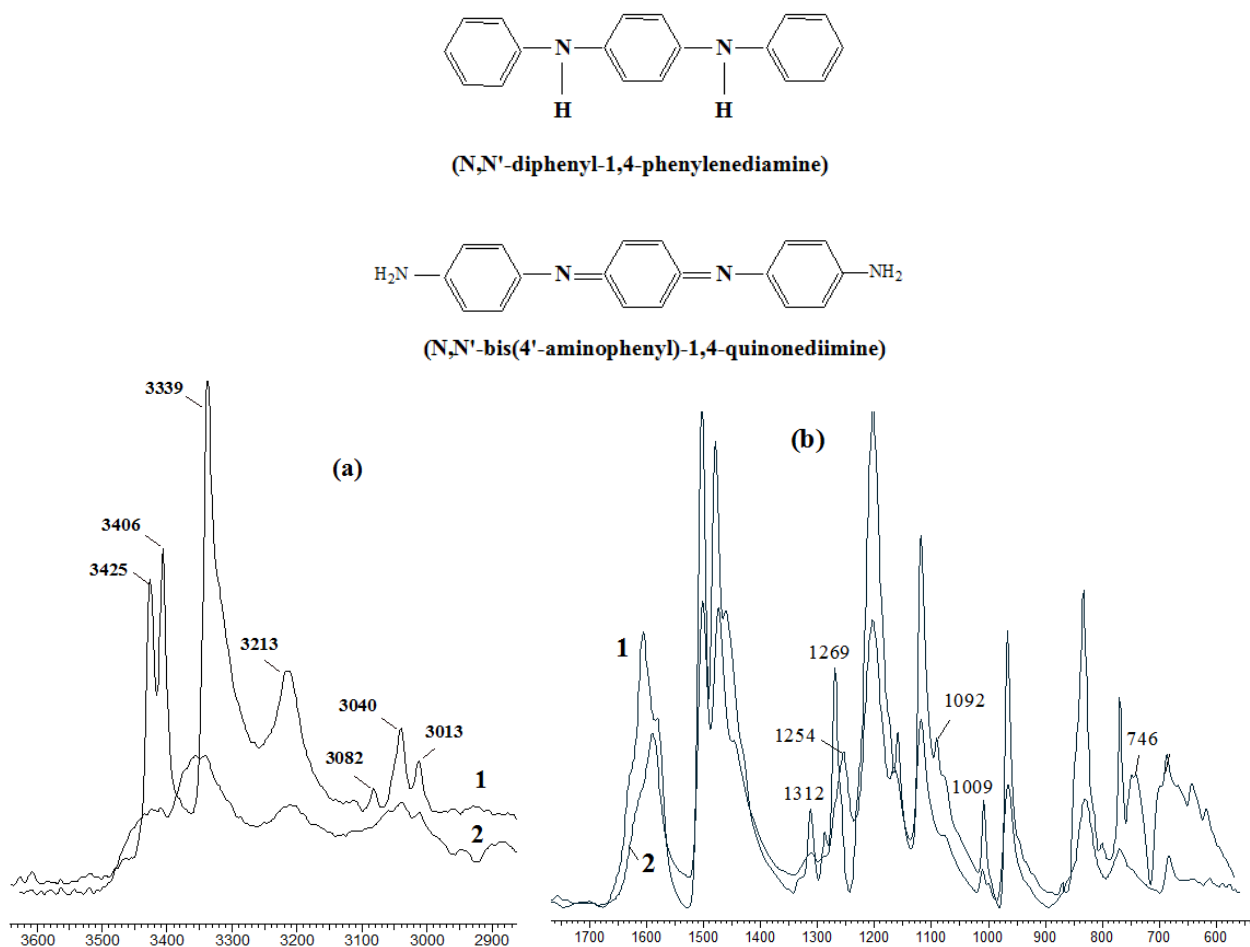 N
N
H
H
(N,N'-diphenyl-1,4-phenylenediamine)
H2N
N
N
NH2
(N,N'-bis(4'-aminophenyl)-1,4-quinonediimine)
3339
(a)
3406
3425
3213
3040
3013
3082
1
2
3600 3500 3400 3300 3200 3100 3000 2900
(b)
1
1269
1254
1092
746
1312
1009
2
1700 1600 1500 1400 1300 1200 1100 1000 900 800 700 600